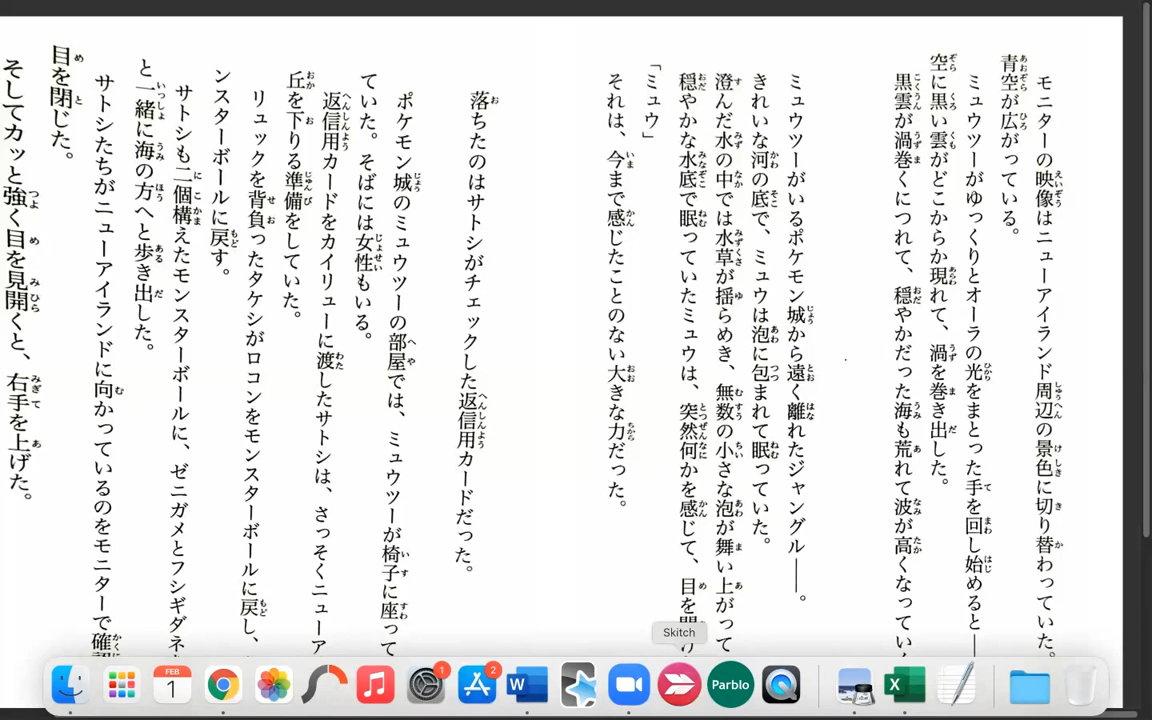 モニターの映像はニューアイランド周辺の景色に切り替わっていた。
青空が広がっている。
ミュウツーがゆっくりとオーラの光をまとった手を回し始めると―
空に黒い雲がどこからか現れて、渦を巻き出した。
黒雲が渦巻くにつれて、穏やかだった海も荒れて波が高くなってい
ミュウツーがいるポケモン城から遠く離れたジャングル――。
きれいな河の底で、ミュウは泡に包まれて眠っていた。
澄んだ水の中では水草が揺らめき、無数の小さな泡が舞い上がって
穏やかな水底で眠っていたミュウは、突然何かを感じて、目を
「ミュウ」
それは、今まで感じたことのない大きな力だった。
落ちたのはサトシがチェックした返信用カードだった。
ポケモン城のミュウツーの部屋では、ミュウツーが椅子に座って
ていた。そばには女性もいる。
返信用カードをカイリューに渡したサトシは、さっそくニューア
丘を下りる準備をしていた。
リュックを背負ったタケシがロコンをモンスターボールに戻し、
ンスターボールに戻す。
サトシも二個構えたモンスターボールに、ゼニガメとフシギダネ
と一緒に海の方へと歩き出した。
サトシたちがニューアイランドに向かっているのをモニターで確
目を閉じた。
そしてカッと強く目を見開くと、右手を上げた。
Skitch
FEB
1
1
2
W
Parblo
X